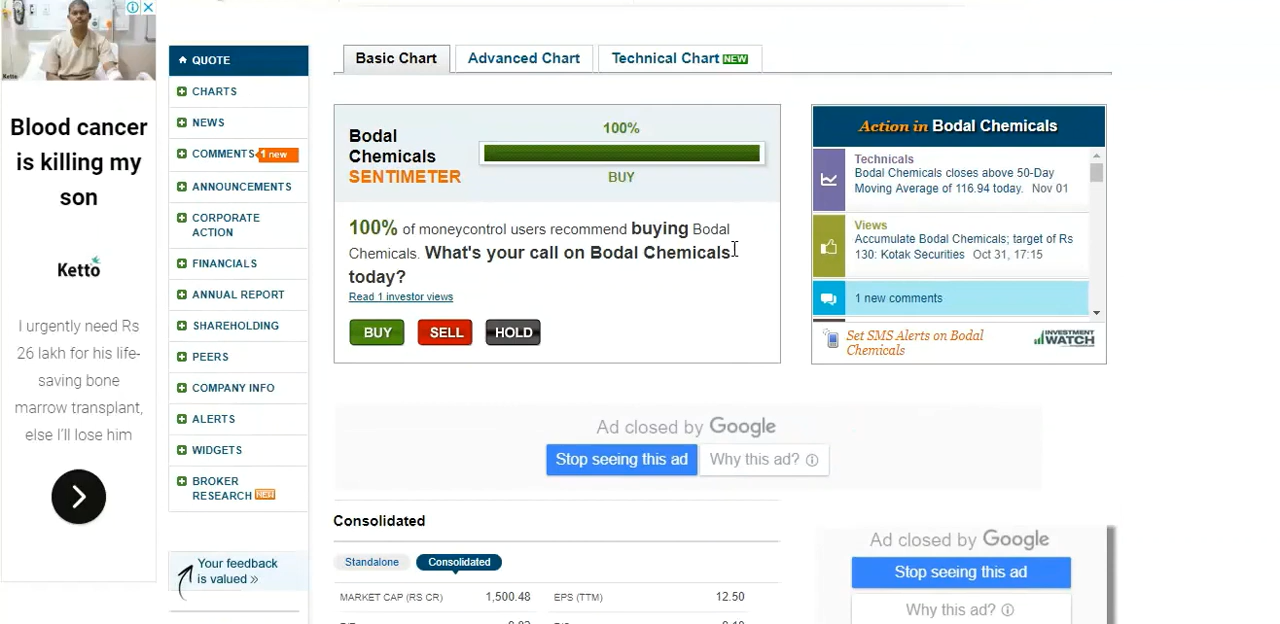 Ketto
Blood cancer
is killing my
son
Ketto
I urgently need Rs
26 lakh for his life-
saving bone
marrow transplant,
else I'll lose him
QUOTE
CHARTS
NEWS
COMMENTS 1 new
ANNOUNCEMENTS
CORPORATE
ACTION
FINANCIALS
ANNUAL REPORT
SHAREHOLDING
PEERS
COMPANY INFO
ALERTS
WIDGETS
BROKER
RESEARCH NEW
Your feedback
is valued »
Basic Chart Advanced Chart Technical Chart NEW
Bodal
Chemicals
SENTIMETER
100%
BUY
100% of moneycontrol users recommend buying Bodal
Chemicals. What's your call on Bodal Chemicals
today?
Read 1 investor views
BUY SELL HOLD
Action in Bodal Chemicals
Technicals
Bodal Chemicals closes above 50-Day
Moving Average of 116.94 today. Nov 01
Views
Accumulate Bodal Chemicals; target of Rs
130: Kotak Securities Oct 31, 17:15
1 new comments
Set SMS Alerts on Bodal
Chemicals
INVESTMENT
WATCH
Ad closed by Google
Stop seeing this ad Why this ad?
Consolidated
Standalone Consolidated
MARKET CAP (RS CR) 1,500.48 EPS (TTM) 12.50
Ad closed by Google
Stop seeing this ad
Why this ad?